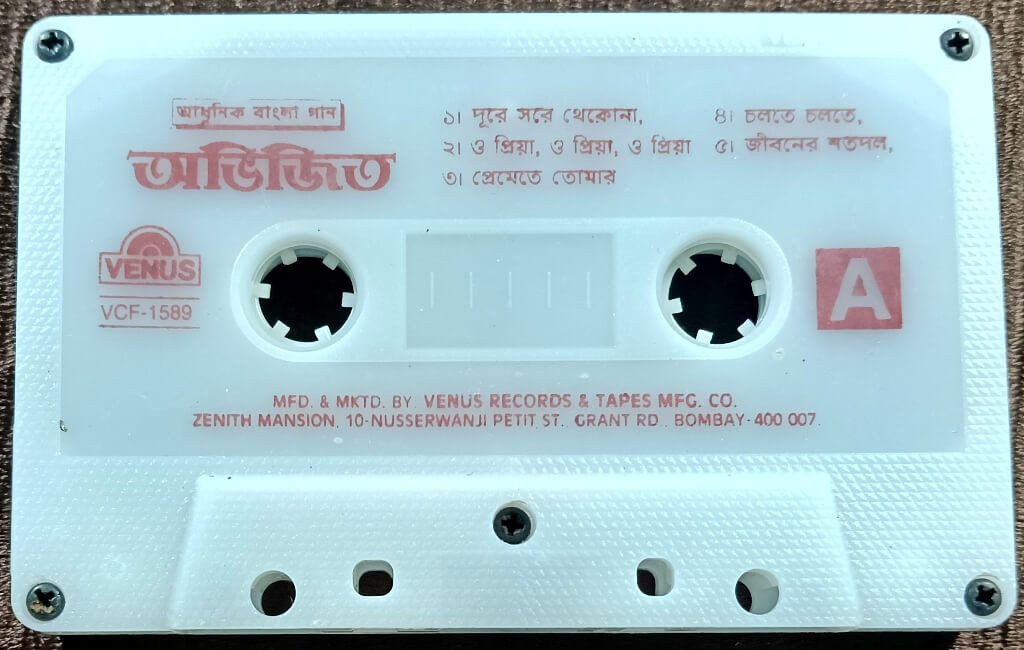 আধুনিক বাংলা গান
অভিজিত
১। দূরে সরে থেকোনা,
২। ও প্রিয়া, ও প্রিয়া, ও প্রিয়া
৩। প্রেমেতে তোমার
৪। চলতে চলতে,
৫। জীবনের শতদল,
VENUS
VCF-1589
A
MFD. & MKTD. BY. VENUS RECORDS & TAPES MFG. CO.
ZENITH MANSION, 10-NUSSERWANJI PETIT ST., GRANT RD., BOMBAY-400 007.